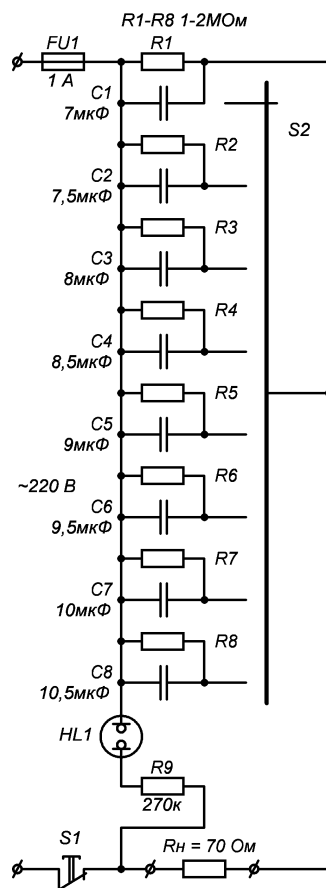 R1-R8 1-2МОм
FU1
R1
1 А
C1
7мкФ
S2
R2
C2
7,5мкФ
R3
C3
8мкФ
R4
C4
8,5мкФ
R5
C5
9мкФ
R6
~220 В
C6
9,5мкФ
R7
C7
10мкФ
R8
C8
10,5мкФ
HL1
R9
270к
S1
Rн = 70 Ом